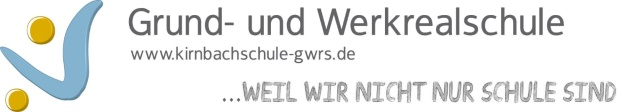 Grund- und Werkrealschule
www.kirnbachschule-gwrs.de
...WEIL WIR NICHT NUR SCHULE SIND